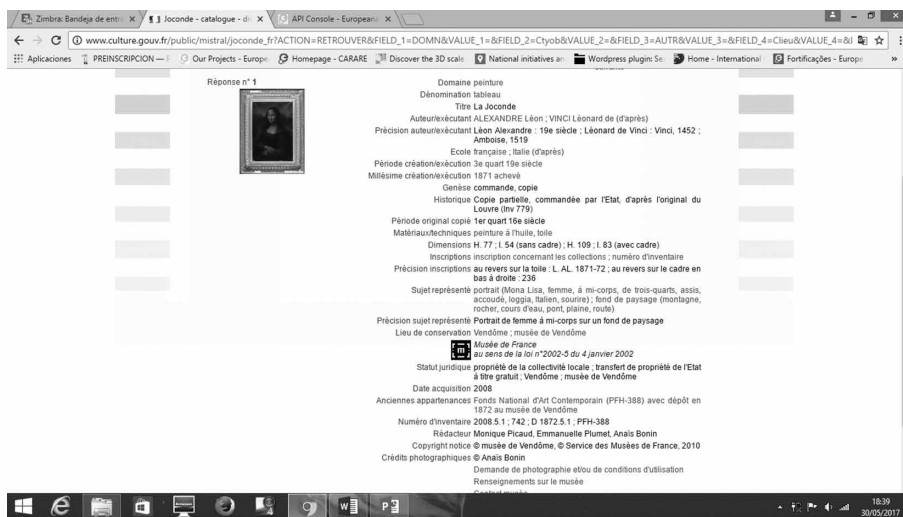 Zimbra: Bandeja de entr
Joconde - catalogue - di
API Console - Europeana
www.culture.gouv.fr/public/mistral/joconde_fr?ACTION=RETROUVER&FIELD_1=DOMN&VALUE_1=&FIELD_2=Ctyob&VALUE_2=&FIELD_3=AUTR&VALUE_3=&FIELD_4=Clieu&VALUE_4=&
Aplicaciones
PREINSCRIPCION —
Our Projects - Europe
Homepage - CARARE
Discover the 3D scale
National initiatives an
Wordpress plugin: Se
Home - International
Fortificações - Europe
»
Réponse n° 1
Domaine peinture
Dénomination tableau
Titre La Joconde
Auteur/exécutant ALEXANDRE Léon ; VINCI Léonard de (d'après)
Précision auteur/exécutant Léon Alexandre : 19e siècle ; Léonard de Vinci : Vinci, 1452 ;
Amboise, 1519
Ecole française ; Italie (d'après)
Période création/exécution 3e quart 19e siècle
Millésime création/exécution 1871 achevé
Genèse commande, copie
Historique Copie partielle, commandée par l'Etat, d'après l'original du
Louvre (Inv 779)
Période original copié 1er quart 16e siècle
Matériaux/techniques peinture à l'huile, toile
Dimensions H. 77 ; l. 54 (sans cadre) ; H. 109 ; l. 83 (avec cadre)
Inscriptions inscription concernant les collections ; numéro d'inventaire
Précision inscriptions au revers sur la toile : L. AL. 1871-72 ; au revers sur le cadre en
bas à droite : 236
Sujet représenté portrait (Mona Lisa, femme, à mi-corps, de trois-quarts, assis,
accoudé, loggia, Italien, sourire) ; fond de paysage (montagne,
rocher, cours d'eau, pont, plaine, route)
Précision sujet représenté Portrait de femme à mi-corps sur un fond de paysage
Lieu de conservation Vendôme ; musée de Vendôme
m Musée de France
au sens de la loi n°2002-5 du 4 janvier 2002
Statut juridique propriété de la collectivité locale ; transfert de propriété de l'Etat
à titre gratuit ; Vendôme ; musée de Vendôme
Date acquisition 2008
Anciennes appartenances Fonds National d'Art Contemporain (PFH-388) avec dépôt en
1872 au musée de Vendôme
Numéro d'inventaire 2008.5.1 ; 742 ; D 1872.5.1 ; PFH-388
Rédacteur Monique Picaud, Emmanuelle Plumet, Anaïs Bonin
Copyright notice © musée de Vendôme, © Service des Musées de France, 2010
Crédits photographiques © Anaïs Bonin
Demande de photographie et/ou de conditions d'utilisation
Renseignements sur le musée
18:39
30/05/2017